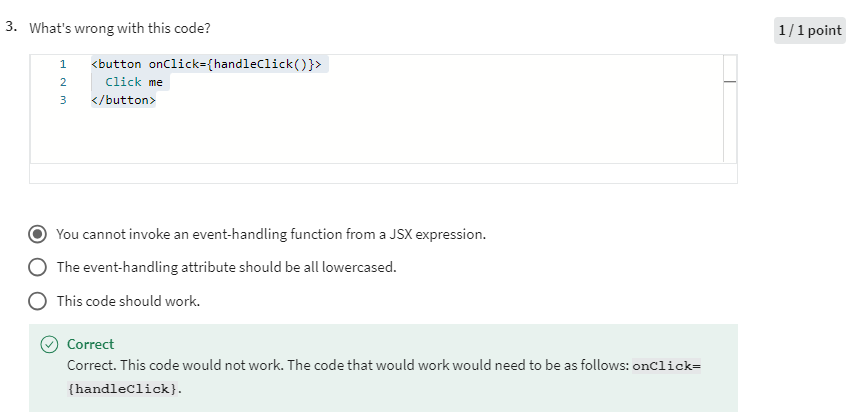 3. What's wrong with this code?
1 / 1 point
1 <button onClick={handleClick()}>
2 Click me
3 </button>
You cannot invoke an event-handling function from a JSX expression.
The event-handling attribute should be all lowercased.
This code should work.
Correct
Correct. This code would not work. The code that would work would need to be as follows: onClick=
{handleClick}.